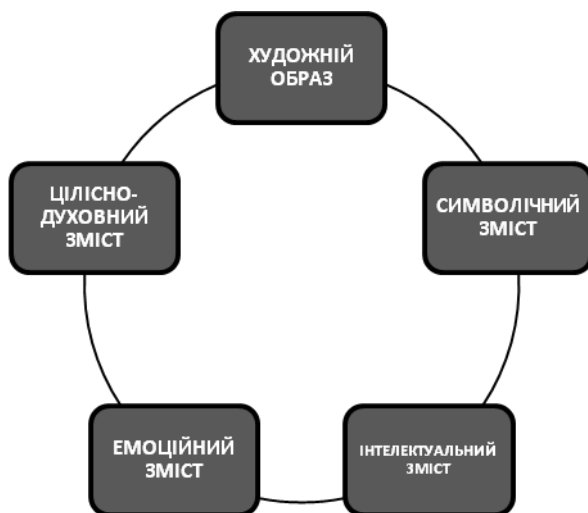 ХУДОЖНІЙ
ОБРАЗ
СИМВОЛІЧНИЙ
ЗМІСТ
ІНТЕЛЕКТУАЛЬНИЙ
ЗМІСТ
ЕМОЦІЙНИЙ
ЗМІСТ
ЦІЛІСНО-
ДУХОВНИЙ
ЗМІСТ